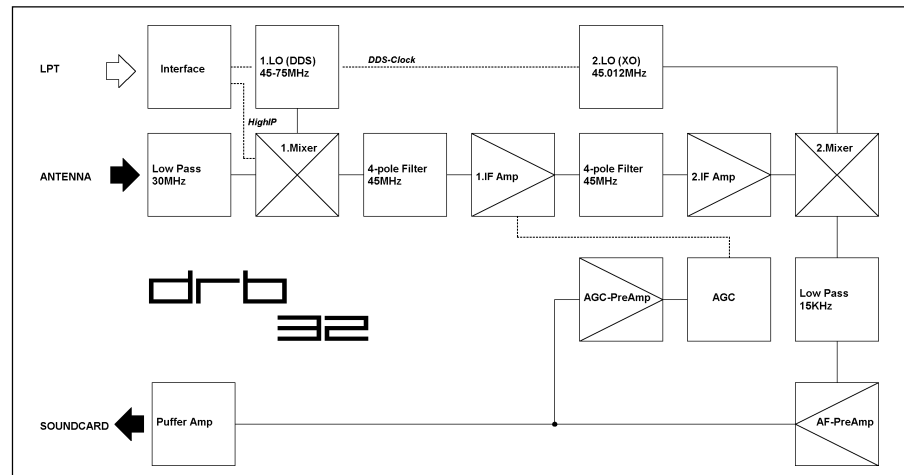 LPT
Interface
1.LO (DDS)
45-75MHz
DDS-Clock
2.LO (XO)
45.012MHz
HighIP
ANTENNA
Low Pass
30MHz
1.Mixer
4-pole Filter
45MHz
1.IF Amp
4-pole Filter
45MHz
2.IF Amp
2.Mixer
drb
32
AGC-PreAmp
AGC
Low Pass
15KHz
SOUNDCARD
Puffer Amp
AF-PreAmp